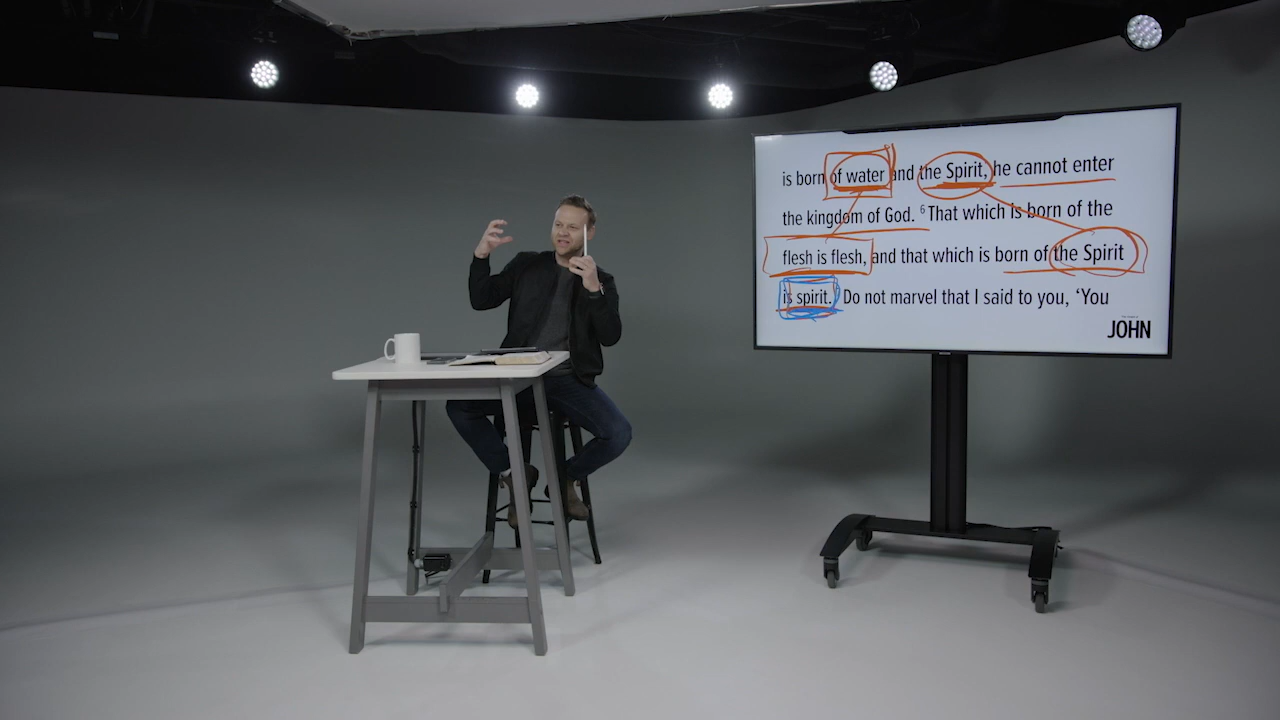 is born of water and the Spirit, he cannot enter
the kingdom of God. 6 That which is born of the
flesh is flesh, and that which is born of the Spirit
is spirit. Do not marvel that I said to you, ‘You
JOHN